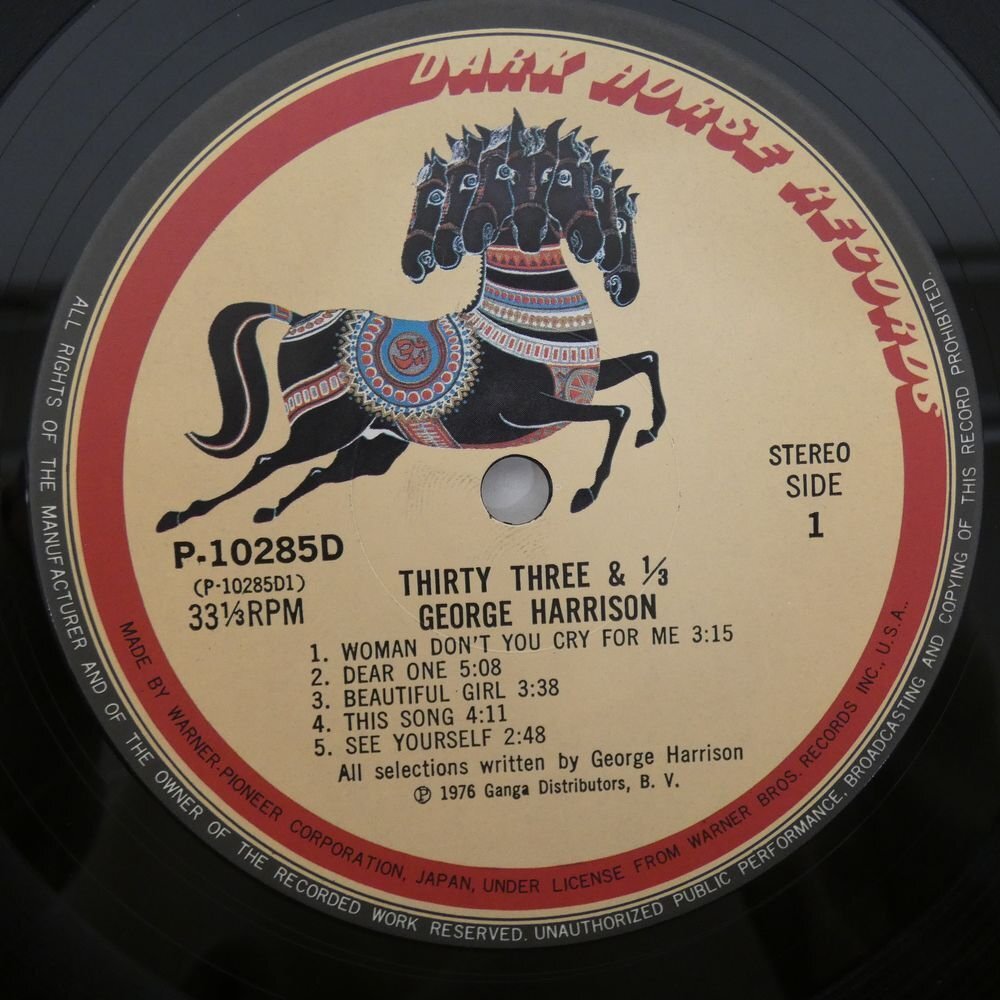 DARK HORSE RECORDS
STEREO
SIDE
1
P-10285D
(P-10285D1)
33⅓RPM
THIRTY THREE & ⅓
GEORGE HARRISON
1. WOMAN DON'T YOU CRY FOR ME 3:15
2. DEAR ONE 5:08
3. BEAUTIFUL GIRL 3:38
4. THIS SONG 4:11
5. SEE YOURSELF 2:48
All selections written by George Harrison
℗ 1976 Ganga Distributors, B. V.
MADE BY WARNER-PIONEER CORPORATION, JAPAN, UNDER LICENSE FROM WARNER BROS. RECORDS INC., U.S.A..
ALL RIGHTS OF THE MANUFACTURER AND OF THE OWNER OF THE RECORDED WORK RESERVED. UNAUTHORIZED PUBLIC PERFORMANCE, BROADCASTING AND COPYING OF THIS RECORD PROHIBITED.
ॐ